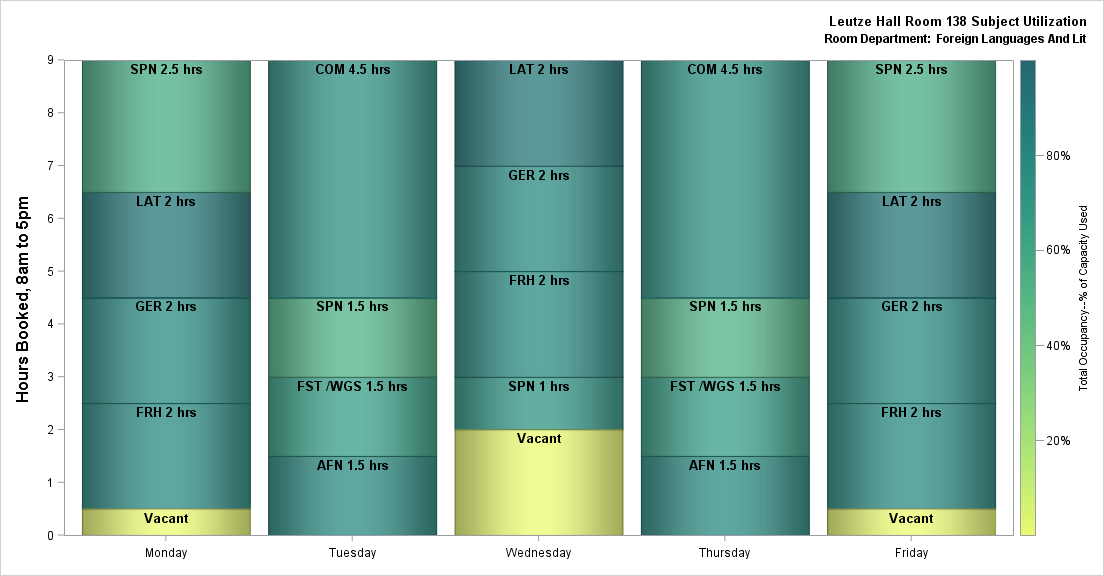 Leutze Hall Room 138 Subject Utilization
Room Department: Foreign Languages And Lit
Hours Booked, 8am to 5pm
9
8
7
6
5
4
3
2
1
0
SPN 2.5 hrs
LAT 2 hrs
GER 2 hrs
FRH 2 hrs
Vacant
Monday
COM 4.5 hrs
SPN 1.5 hrs
FST /WGS 1.5 hrs
AFN 1.5 hrs
Tuesday
LAT 2 hrs
GER 2 hrs
FRH 2 hrs
SPN 1 hrs
Vacant
Wednesday
COM 4.5 hrs
SPN 1.5 hrs
FST /WGS 1.5 hrs
AFN 1.5 hrs
Thursday
SPN 2.5 hrs
LAT 2 hrs
GER 2 hrs
FRH 2 hrs
Vacant
Friday
80%
60%
40%
20%
Total Occupancy--% of Capacity Used